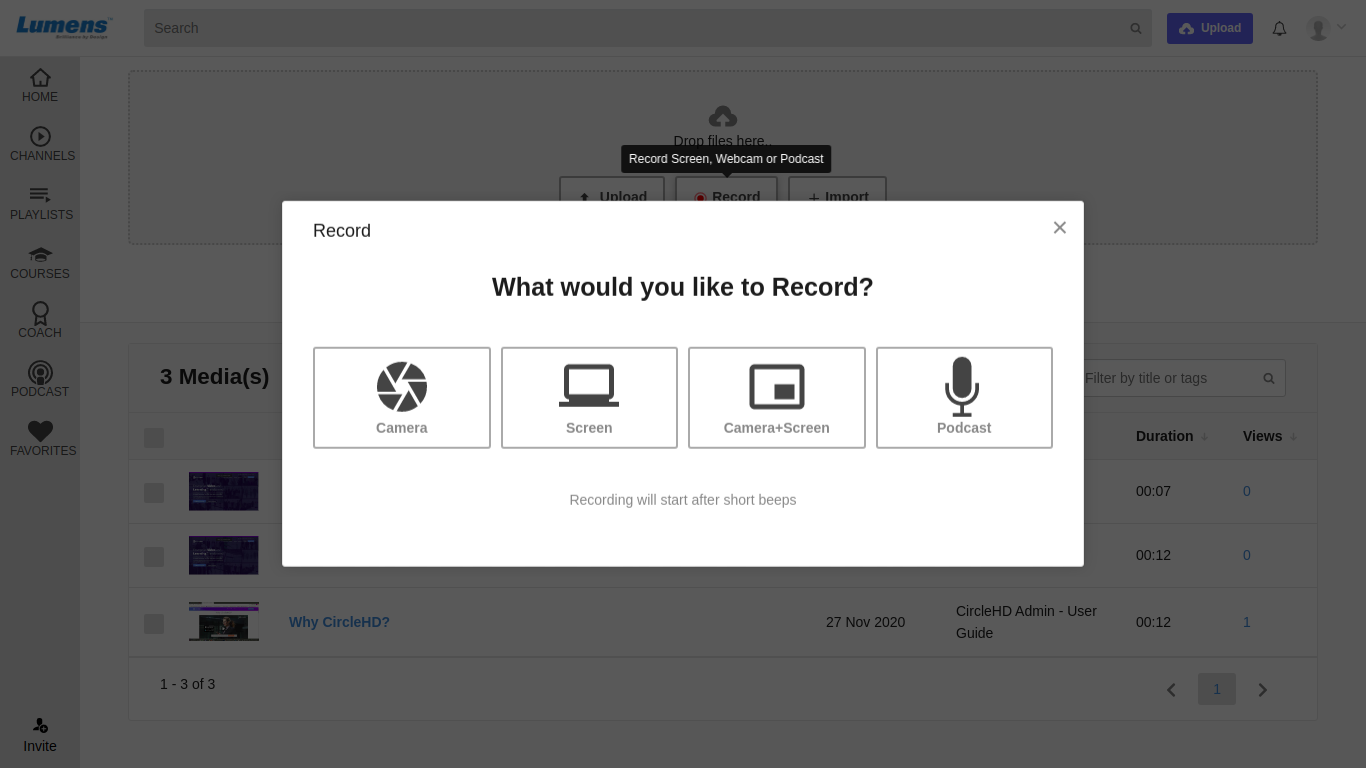 Lumens
Search
Upload
HOME
CHANNELS
PLAYLISTS
COURSES
COACH
PODCAST
FAVORITES
Invite
Drop files here..
Record Screen, Webcam or Podcast
Upload
Record
Import
Record
What would you like to Record?
Camera
Screen
Camera+Screen
Podcast
Recording will start after short beeps
3 Media(s)
Filter by title or tags
Duration
Views
00:07
0
00:12
0
Why CircleHD?
27 Nov 2020
CircleHD Admin - User
Guide
00:12
1
1 - 3 of 3
1